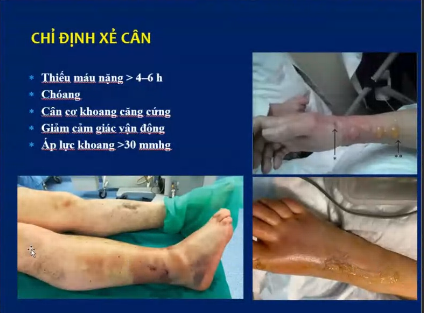 CHỈ ĐỊNH XẺ CÂN
Thiếu máu nặng > 4–6 h
Chóang
Cân cơ khoang căng cứng
Giảm cảm giác vận động
Áp lực khoang >30 mmhg